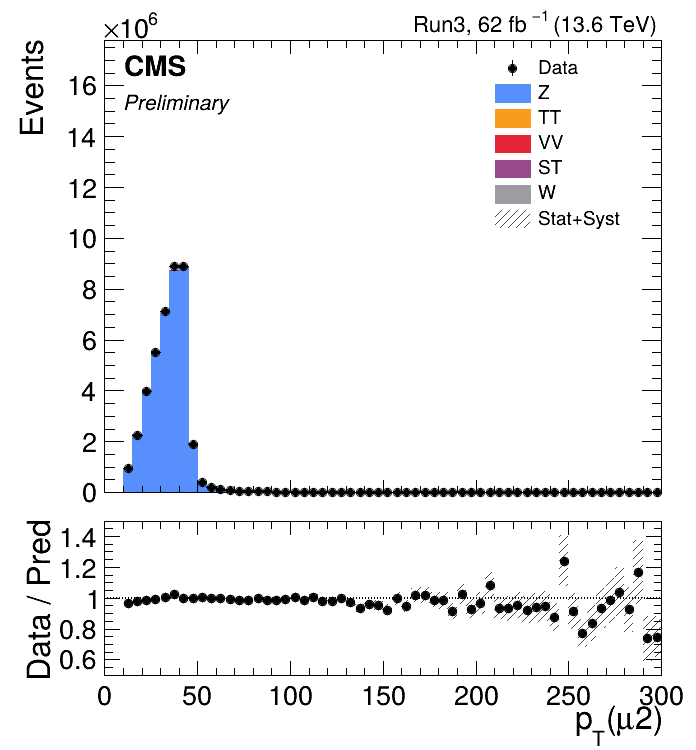 ×10⁶
Run3, 62 fb⁻¹ (13.6 TeV)
CMS
Preliminary
Events
16
14
12
10
8
6
4
2
0
Data
Z
TT
VV
ST
W
Stat+Syst
Data / Pred
1.4
1.2
1
0.8
0.6
0 50 100 150 200 250 300
p_T(μ2)